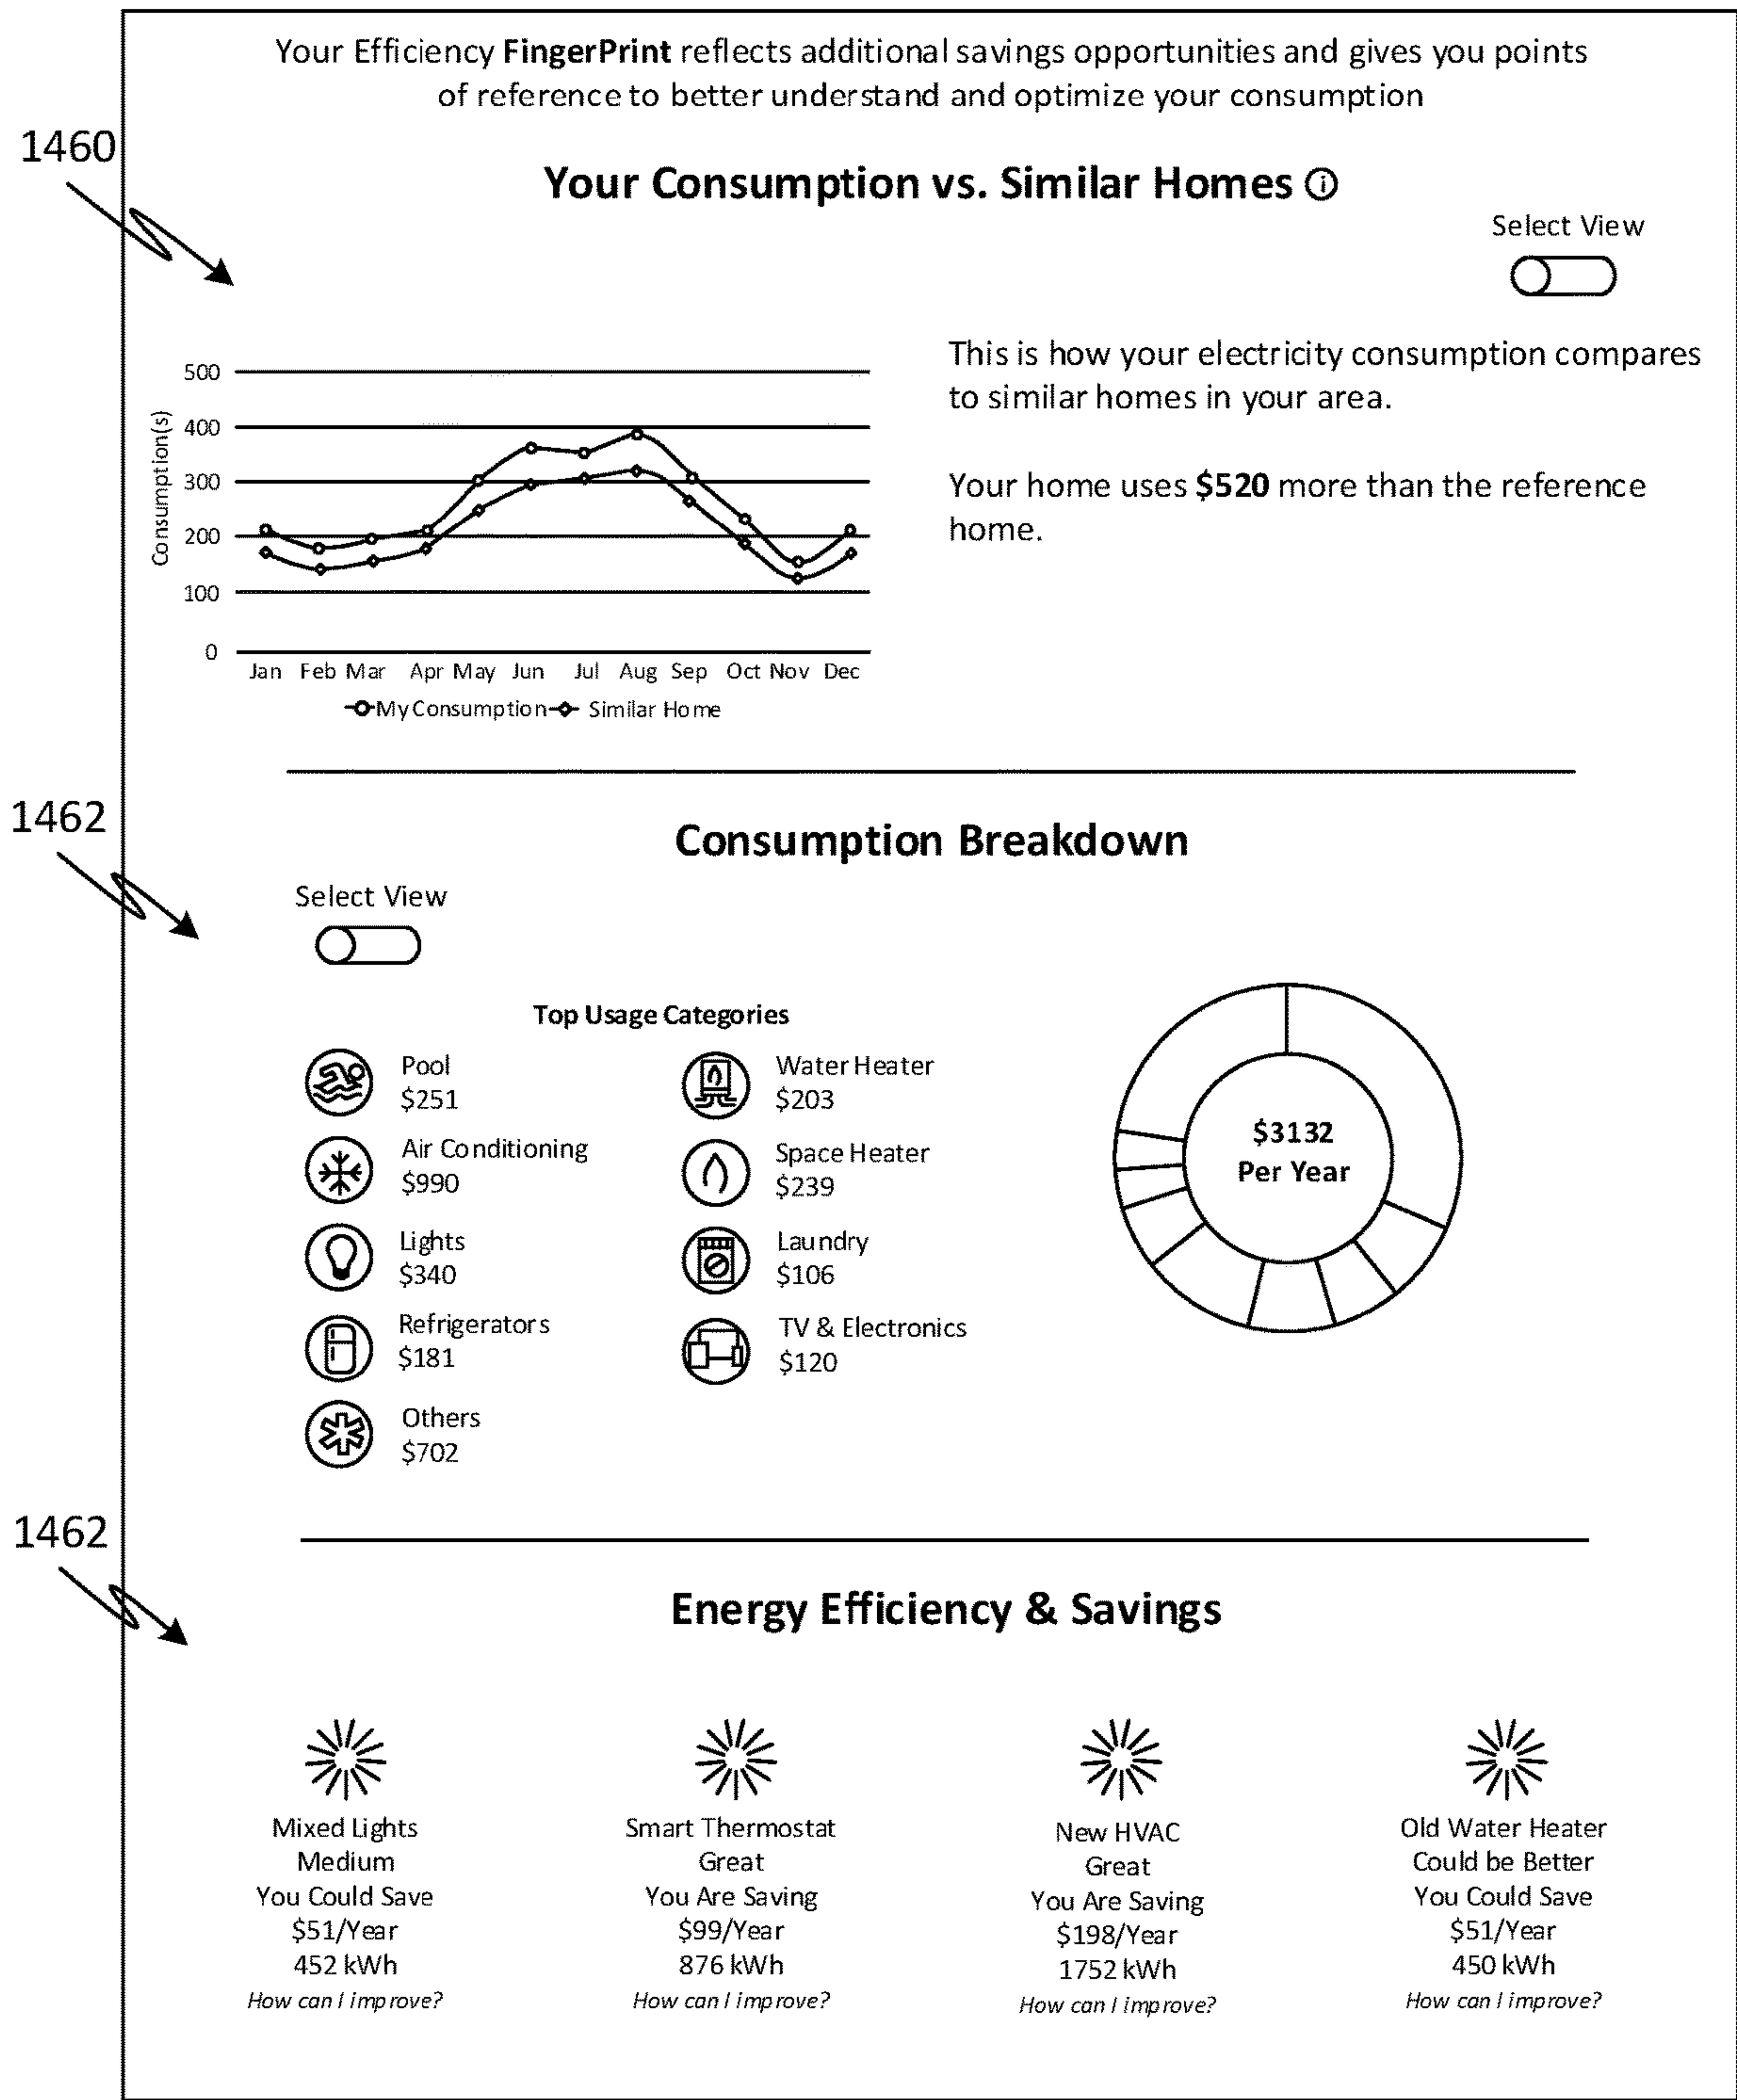 Your Efficiency FingerPrint reflects additional savings opportunities and gives you points
of reference to better understand and optimize your consumption
1460
Your Consumption vs. Similar Homes ⓘ
Select View
Consumption(s)
500
400
300
200
100
0
Jan Feb Mar Apr May Jun Jul Aug Sep Oct Nov Dec
My Consumption Similar Home
This is how your electricity consumption compares
to similar homes in your area.
Your home uses $520 more than the reference
home.
1462
Consumption Breakdown
Select View
Top Usage Categories
Pool
$251
Air Conditioning
$990
Lights
$340
Refrigerators
$181
Others
$702
Water Heater
$203
Space Heater
$239
Laundry
$106
TV & Electronics
$120
$3132
Per Year
1462
Energy Efficiency & Savings
Mixed Lights
Medium
You Could Save
$51/Year
452 kWh
How can I improve?
Smart Thermostat
Great
You Are Saving
$99/Year
876 kWh
How can I improve?
New HVAC
Great
You Are Saving
$198/Year
1752 kWh
How can I improve?
Old Water Heater
Could be Better
You Could Save
$51/Year
450 kWh
How can I improve?